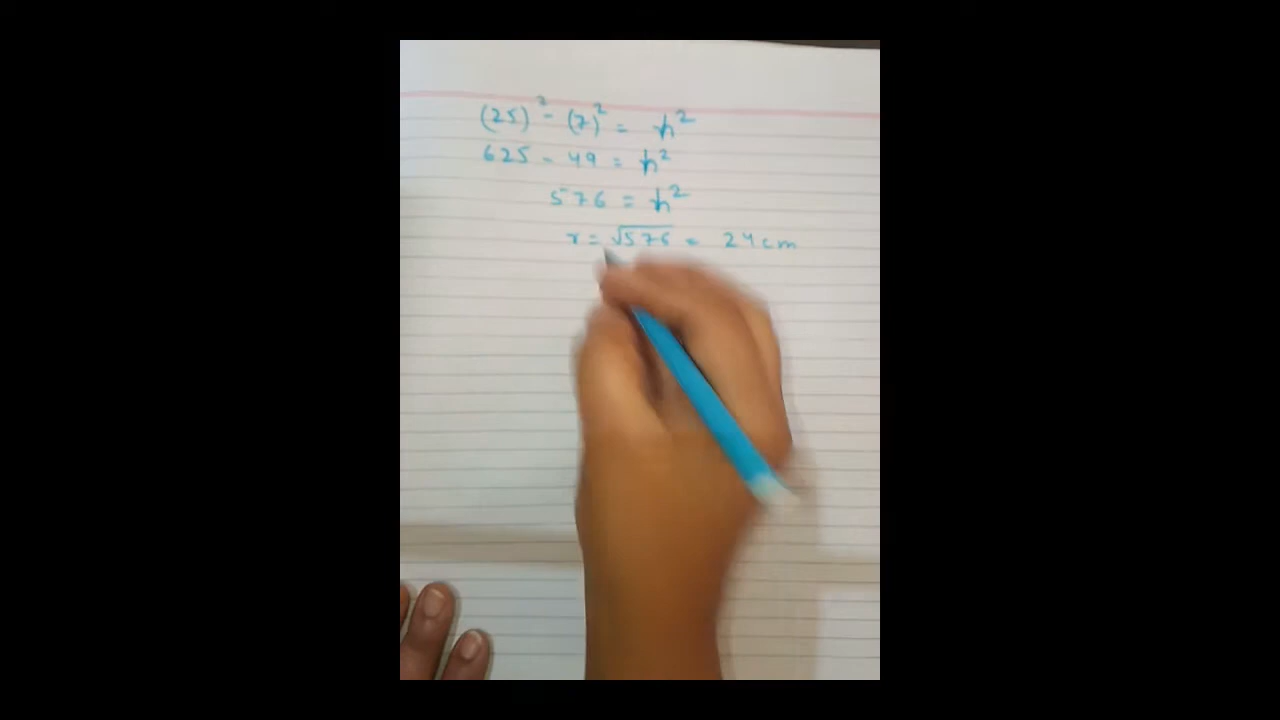 (25)² - (7)² = h²
625 - 49 = h²
576 = h²
r = √576 = 24 cm